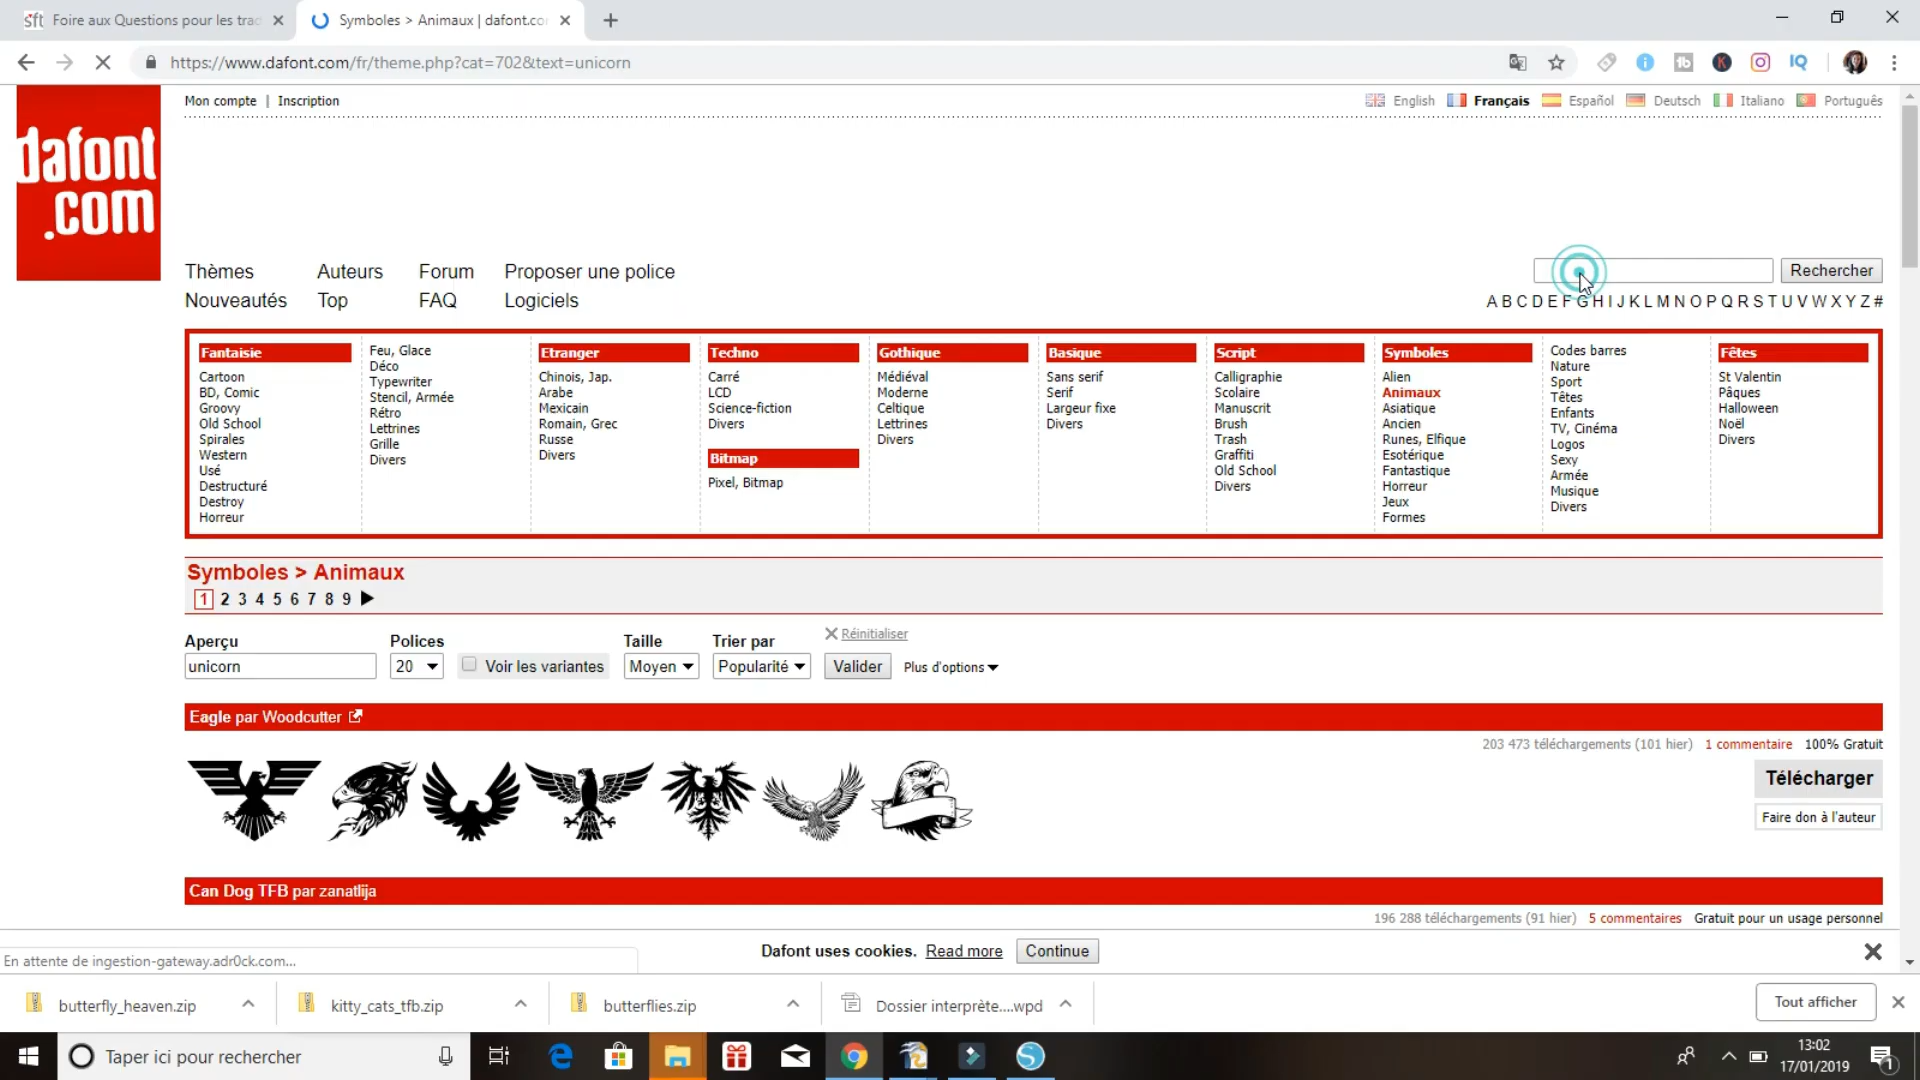 Foire aux Questions pour les trad
Symboles > Animaux | dafont.co
https://www.dafont.com/fr/theme.php?cat=702&text=unicorn
dafont
.com
Mon compte | Inscription
English Français Español Deutsch Italiano Português
Thèmes Auteurs Forum Proposer une police
Nouveautés Top FAQ Logiciels
Rechercher
A B C D E F G H I J K L M N O P Q R S T U V W X Y Z #
Fantaisie
Cartoon
BD, Comic
Groovy
Old School
Spirales
Western
Usé
Destructuré
Destroy
Horreur
Feu, Glace
Déco
Typewriter
Stencil, Armée
Rétro
Lettrines
Grille
Divers
Etranger
Chinois, Jap.
Arabe
Mexicain
Romain, Grec
Russe
Divers
Techno
Carré
LCD
Science-fiction
Divers
Bitmap
Pixel, Bitmap
Gothique
Médiéval
Moderne
Celtique
Lettrines
Divers
Basique
Sans serif
Serif
Largeur fixe
Divers
Script
Calligraphie
Scolaire
Manuscrit
Brush
Trash
Graffiti
Old School
Divers
Symboles
Alien
Animaux
Asiatique
Ancien
Runes, Elfique
Esotérique
Fantastique
Horreur
Jeux
Formes
Codes barres
Nature
Sport
Têtes
Enfants
TV, Cinéma
Logos
Sexy
Armée
Musique
Divers
Fêtes
St Valentin
Pâques
Halloween
Noël
Divers
Symboles > Animaux
1 2 3 4 5 6 7 8 9
Aperçu Polices Taille Trier par Réinitialiser
unicorn 20 Voir les variantes Moyen Popularité Valider Plus d'options
Eagle par Woodcutter
203 473 téléchargements (101 hier) 1 commentaire 100% Gratuit
Télécharger
Faire don à l'auteur
Can Dog TFB par zanatlija
196 288 téléchargements (91 hier) 5 commentaires Gratuit pour un usage personnel
Dafont uses cookies. Read more Continue
En attente de ingestion-gateway.adr0ck.com...
butterfly_heaven.zip kitty_cats_tfb.zip butterflies.zip Dossier interprète....wpd Tout afficher
Taper ici pour rechercher
13:02
17/01/2019